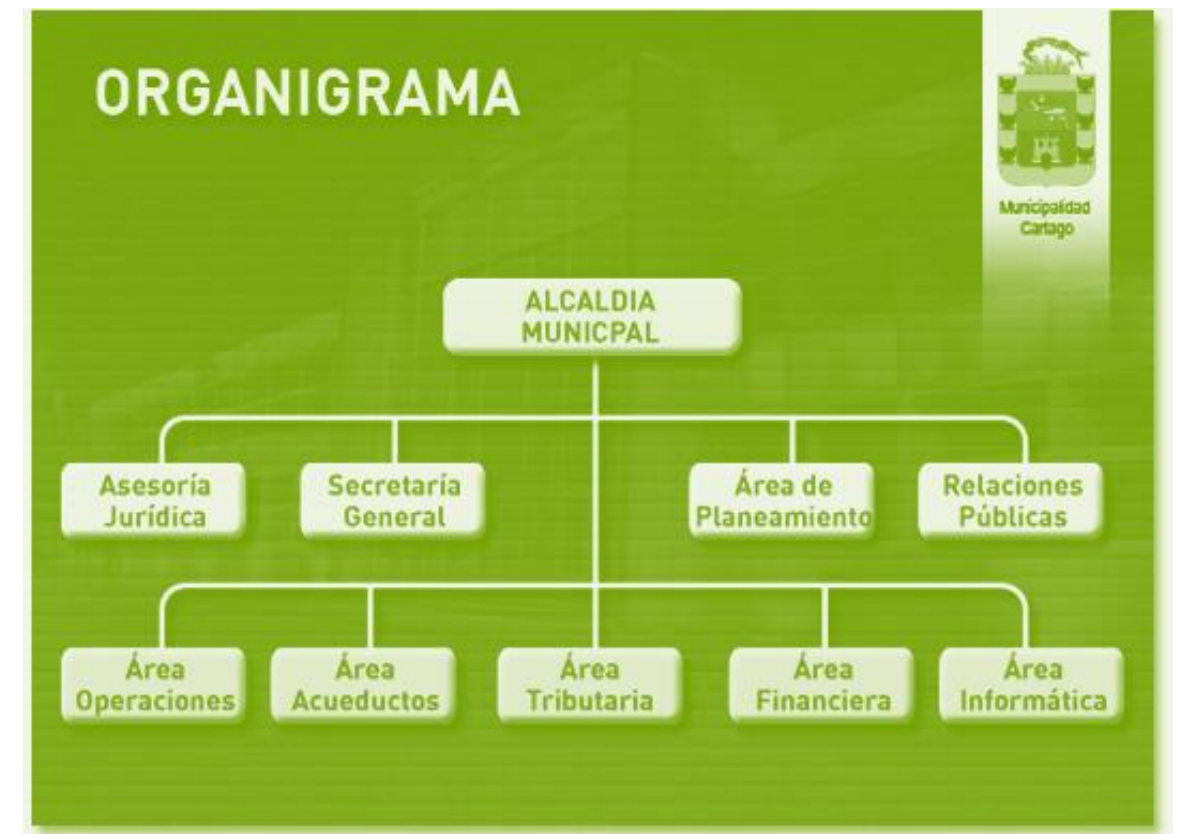 ORGANIGRAMA
Municipalidad
Cartago
ALCALDIA
MUNICPAL
Asesoría
Jurídica
Secretaría
General
Área de
Planeamiento
Relaciones
Públicas
Área
Operaciones
Área
Acueductos
Área
Tributaria
Área
Financiera
Área
Informática